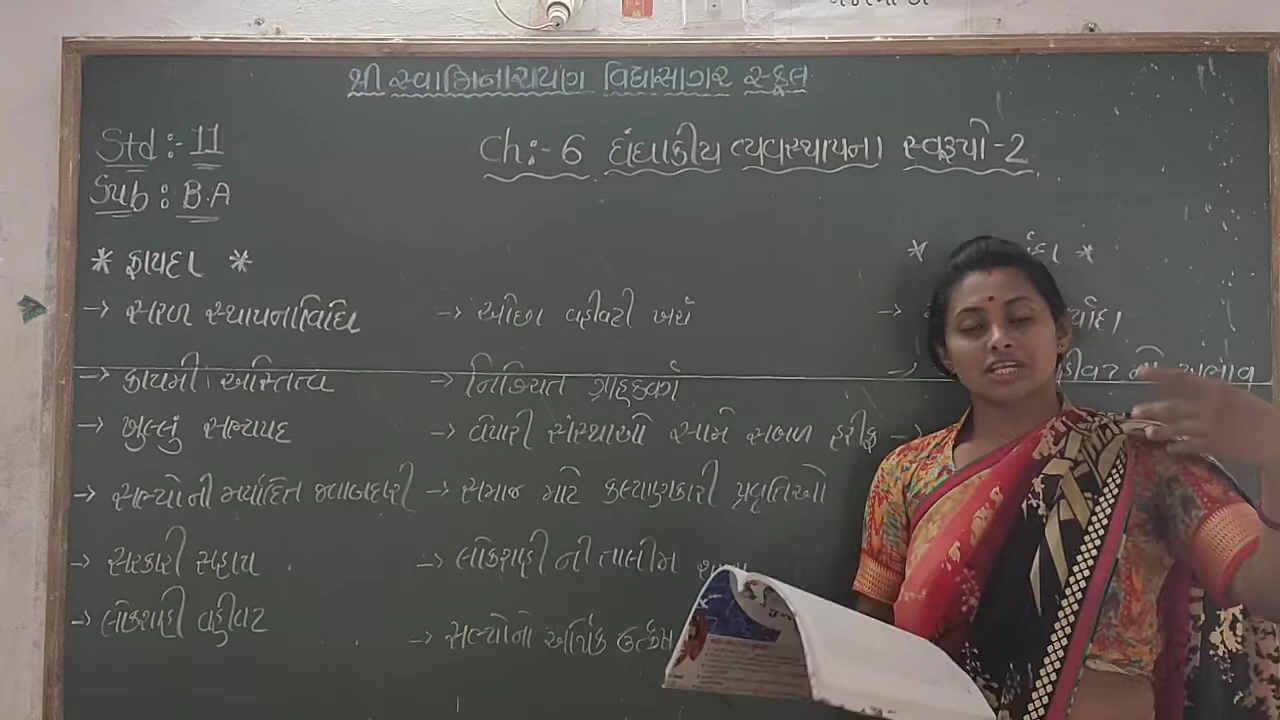 શ્રી સ્વામિનારાયણ વિદ્યાસાગર સ્કૂલ
Std :- 11
Sub : B.A
Ch :- 6 ધંધાકીય વ્યવસ્થાપના સ્વરૂપો -2
* ફાયદા *
→ સરળ સ્થાપનાવિધિ
→ કાયમી અસ્તિત્વ
→ ખુલ્લું સભ્યપદ
→ સભ્યોની મર્યાદિત જવાબદારી
→ સરકારી સહાય
→ લોકશાહી વહીવટ
→ ઓછા વહીવટી ખર્ચ
→ નિશ્ચિત ગ્રાહકવર્ગ
→ વેપારી સંસ્થાઓ સામે સબળ હરીફ
→ સમાજ માટે કલ્યાણકારી પ્રવૃતિઓ
→ લોકશાહી ની તાલીમ
→ સભ્યોનો આર્થિક ઉત્કર્ષ
* *
→
→ નો અભાવ
→